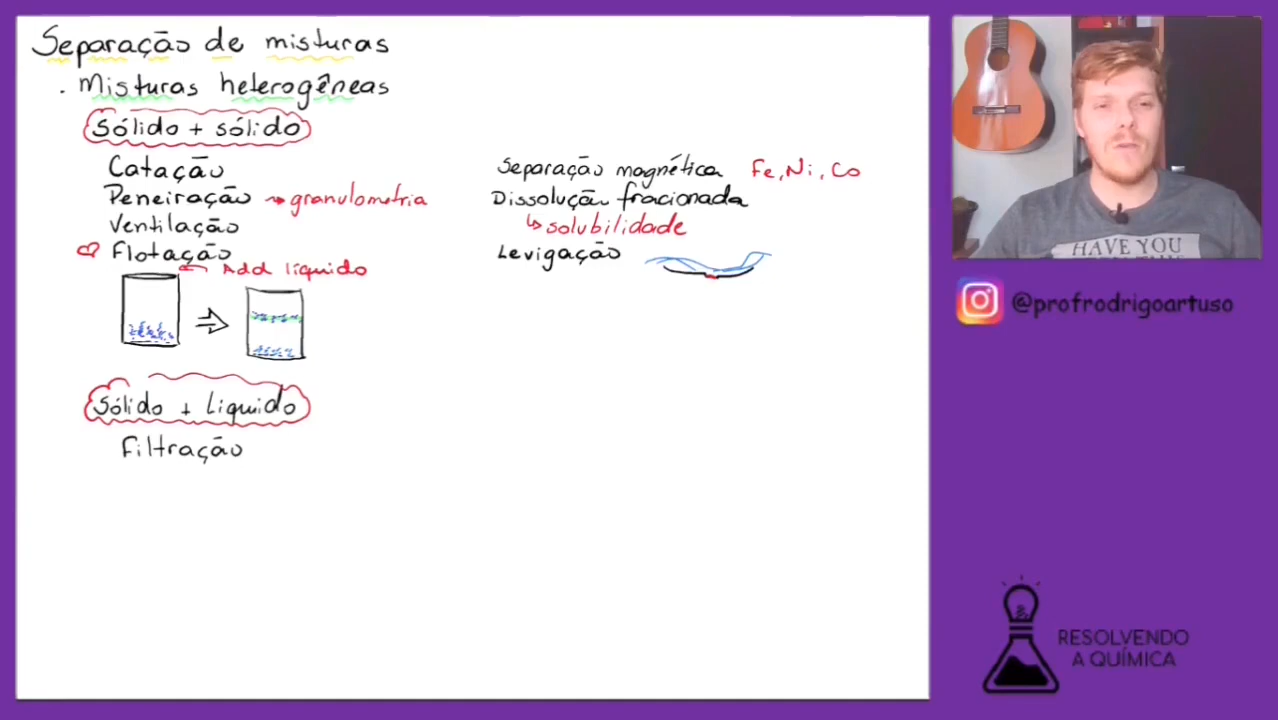 Separação de misturas
. Misturas heterogêneas
Sólido + sólido
Catação
Peneiração → granulometria
Ventilação
Flotação
Add líquido
Separação magnética Fe, Ni, Co
Dissolução fracionada
↳ solubilidade
Levigação
Sólido + Líquido
Filtração
HAVE YOU
@profrodrigoartuso
RESOLVENDO
A QUÍMICA